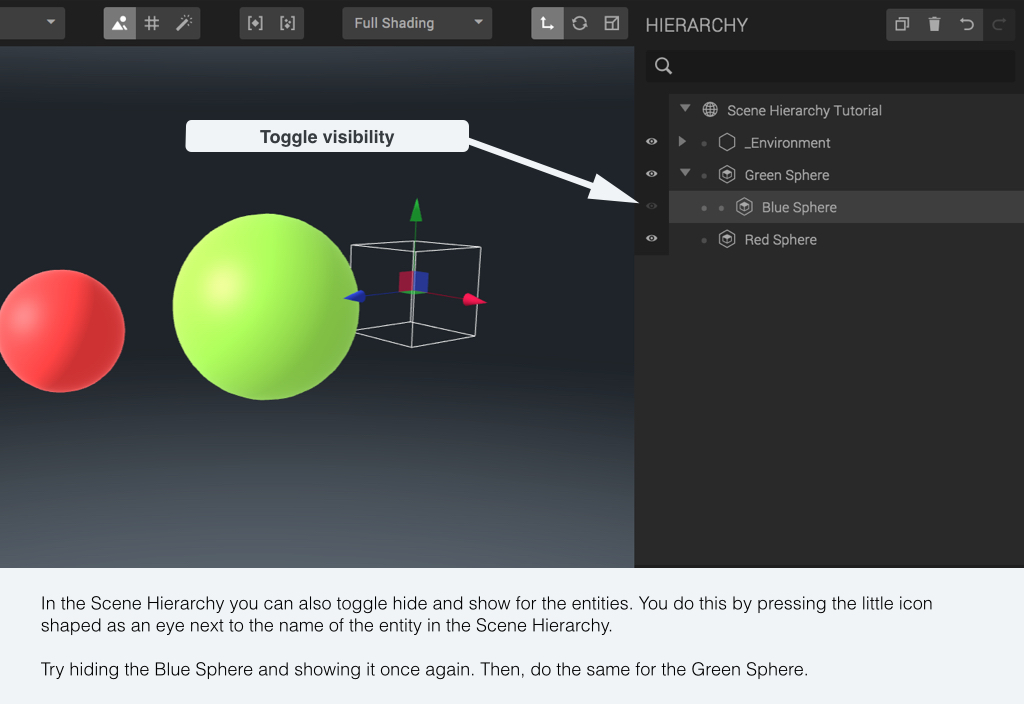 Full Shading
HIERARCHY
Scene Hierarchy Tutorial
Toggle visibility
_Environment
Green Sphere
Blue Sphere
Red Sphere
In the Scene Hierarchy you can also toggle hide and show for the entities. You do this by pressing the little icon
shaped as an eye next to the name of the entity in the Scene Hierarchy.
Try hiding the Blue Sphere and showing it once again. Then, do the same for the Green Sphere.